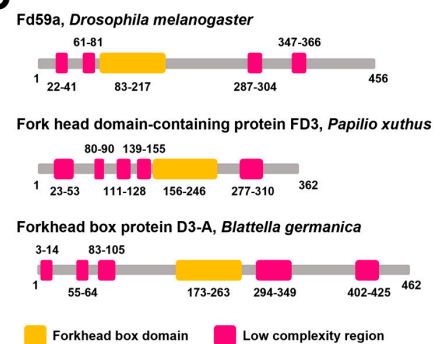 Fd59a, Drosophila melanogaster
61-81 347-366
1 22-41 83-217 287-304 456
Fork head domain-containing protein FD3, Papilio xuthus
80-90 139-155
1 23-53 111-128 156-246 277-310 362
Forkhead box protein D3-A, Blattella germanica
3-14 83-105
1 55-64 173-263 294-349 402-425 462
Forkhead box domain Low complexity region